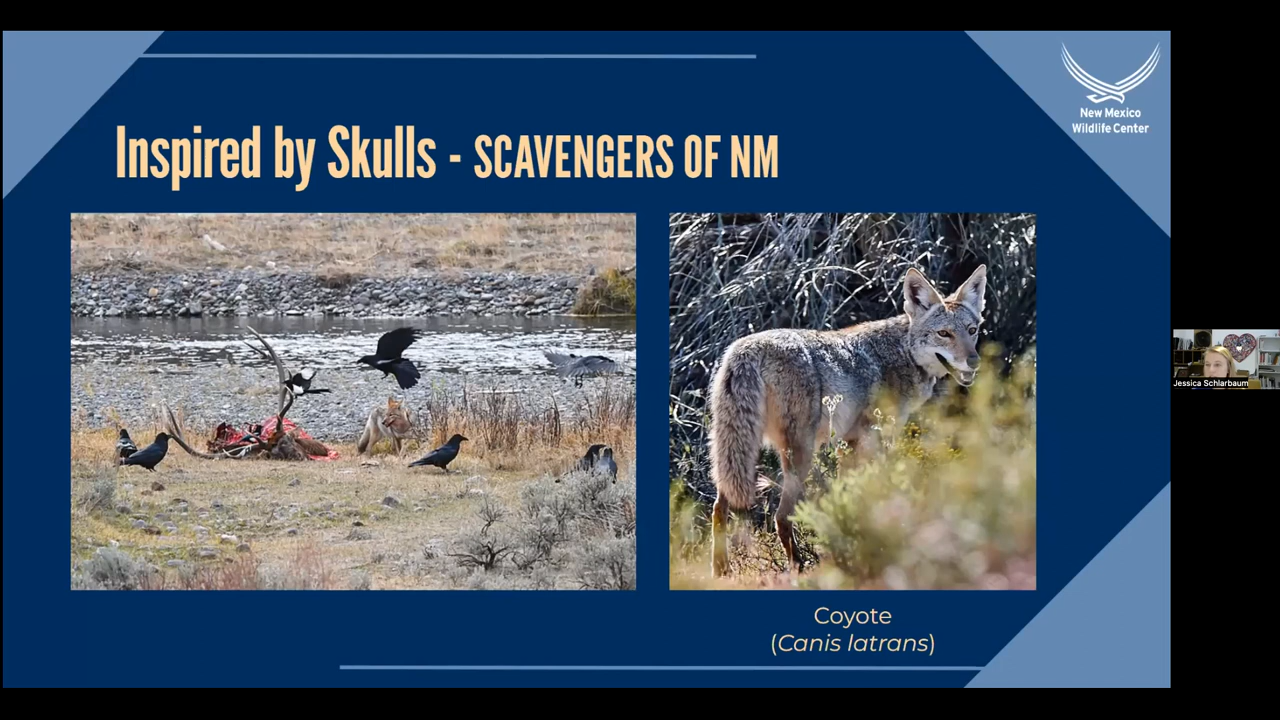 New Mexico
Wildlife Center
Inspired by Skulls - SCAVENGERS OF NM
Jessica Schlarbaum
Coyote
(Canis latrans)